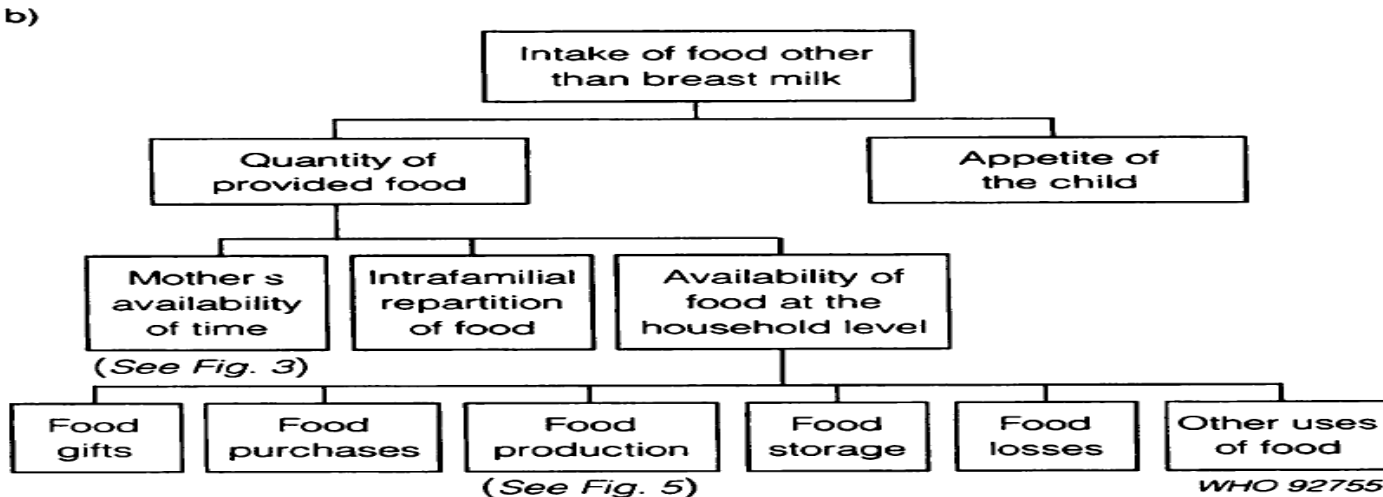 b)
Intake of food other
than breast milk
Quantity of
provided food
Appetite of
the child
Mother s
availability
of time
(See Fig. 3)
Intrafamilial
repartition
of food
Availability of
food at the
household level
Food
gifts
Food
purchases
Food
production
(See Fig. 5)
Food
storage
Food
losses
Other uses
of food
WHO 92755